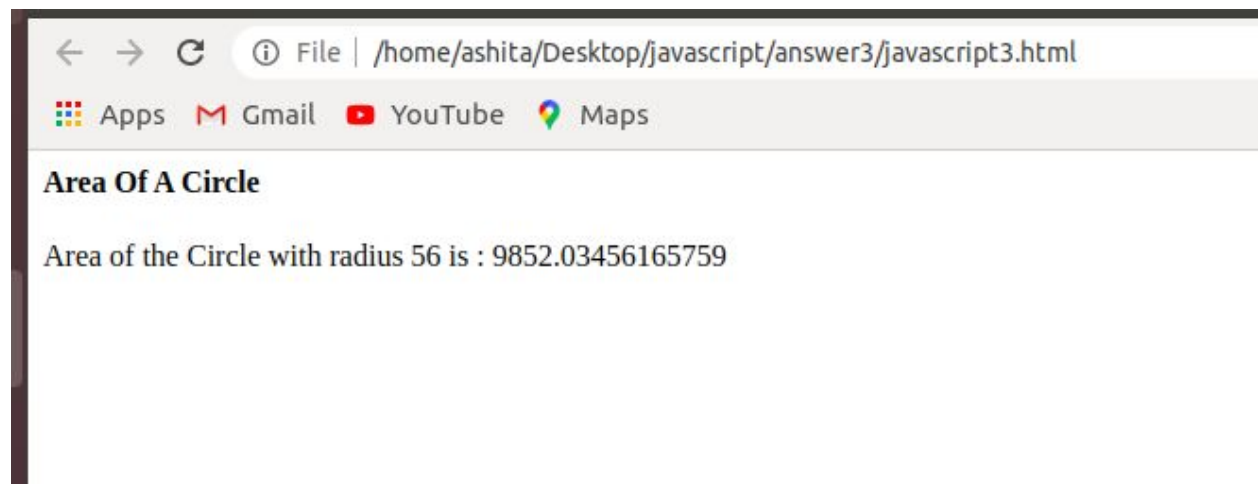 File | /home/ashita/Desktop/javascript/answer3/javascript3.html
Apps Gmail YouTube Maps
Area Of A Circle
Area of the Circle with radius 56 is : 9852.03456165759